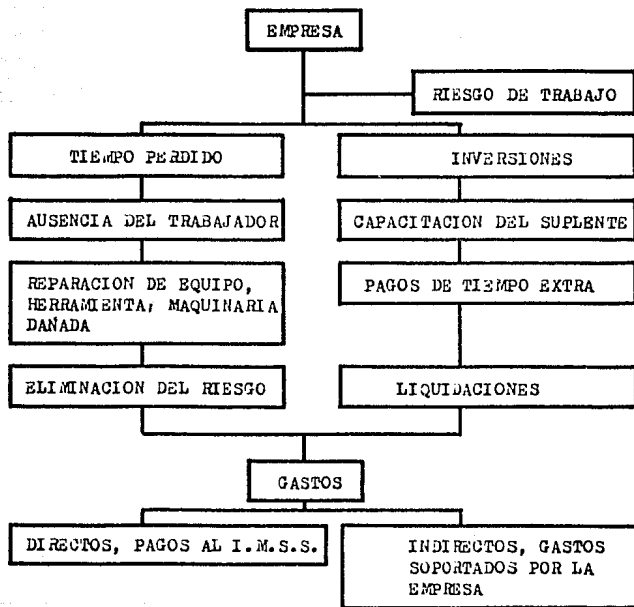 EMPRESA
RIESGO DE TRABAJO
TIEMPO PERDIDO
INVERSIONES
AUSENCIA DEL TRABAJADOR
CAPACITACION DEL SUPLENTE
REPARACION DE EQUIPO,
HERRAMIENTA, MAQUINARIA
DAÑADA
PAGOS DE TIEMPO EXTRA
ELIMINACION DEL RIESGO
LIQUIDACIONES
GASTOS
DIRECTOS, PAGOS AL I.M.S.S.
INDIRECTOS, GASTOS
SOPORTADOS POR LA
EMPRESA